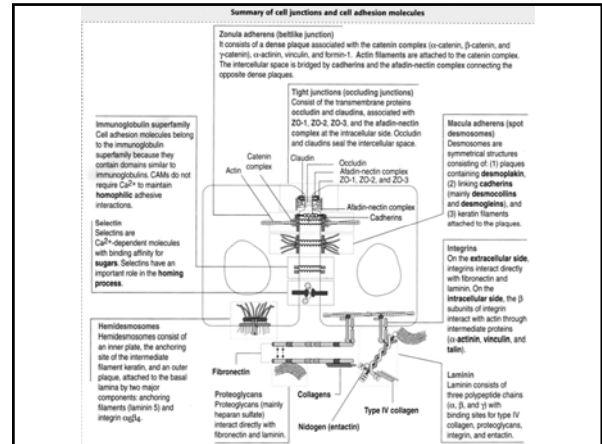 Summary of cell junctions and cell adhesion molecules
Zonula adherens (beltlike junction)
It consists of a dense plaque associated with the catenin complex (α-catenin, β-catenin, and
γ-catenin), α-actinin, vinculin, and formin-1. Actin filaments are attached to the catenin complex.
The intercellular space is bridged by cadherins and the afadin-nectin complex connecting the
opposite dense plaques.
Tight junctions (occluding junctions)
Consist of the transmembrane proteins
occludin and claudins, associated with
ZO-1, ZO-2, ZO-3, and the afadin-nectin
complex at the intracellular side. Occludin
and claudins seal the intercellular space.
Immunoglobulin superfamily
Cell adhesion molecules belong
to the immunoglobulin
superfamily because they
contain domains similar to
immunoglobulins. CAMs do not
require Ca2+ to maintain
homophilic adhesive
interactions.
Macula adherens (spot
desmosomes)
Desmosomes are
symmetrical structures
consisting of: (1) plaques
containing desmoplakin,
(2) linking cadherins
(mainly desmocollins
and desmogleins), and
(3) keratin filaments
attached to the plaques.
Catenin
complex
Actin
Claudin
Occludin
Afadin-nectin complex
ZO-1, ZO-2, and ZO-3
Afadin-nectin complex
Cadherins
Selectin
Selectins are
Ca2+-dependent molecules
with binding affinity for
sugars. Selectins have an
important role in the homing
process.
Integrins
On the extracellular side,
integrins interact directly
with fibronectin and
laminin. On the
intracellular side, the β
subunits of integrin
interact with actin through
intermediate proteins
(α-actinin, vinculin, and
talin).
Hemidesmosomes
Hemidesmosomes consist of
an inner plate, the anchoring
site of the intermediate
filament keratin, and an outer
plaque, attached to the basal
lamina by two major
components: anchoring
filaments (laminin 5) and
integrin α6β4.
Fibronectin
Proteoglycans
Proteoglycans (mainly
heparan sulfate)
interact directly with
fibronectin and laminin.
Collagens
Nidogen (entactin)
Type IV collagen
Laminin
Laminin consists of
three polypeptide chains
(α, β, and γ) with
binding sites for type IV
collagen, proteoglycans,
integrin, and entactin.